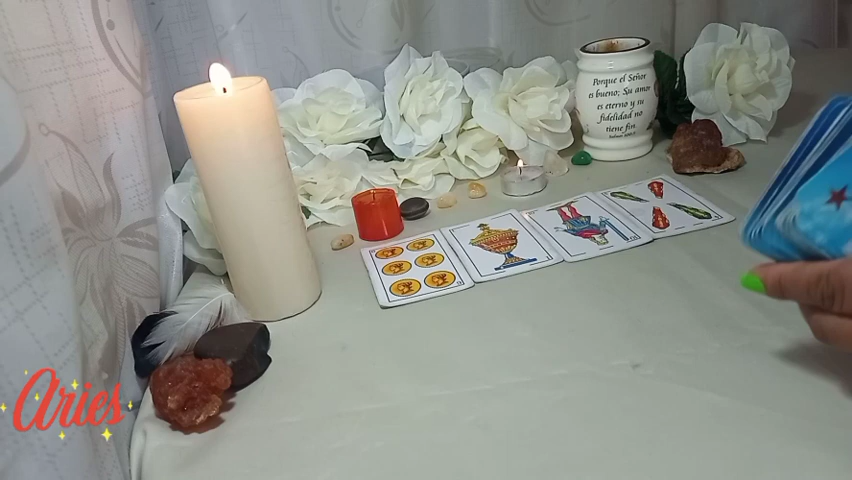 Porque el Señor
es bueno; Su amor
es eterno y su
fidelidad no
tiene fin.
Aries